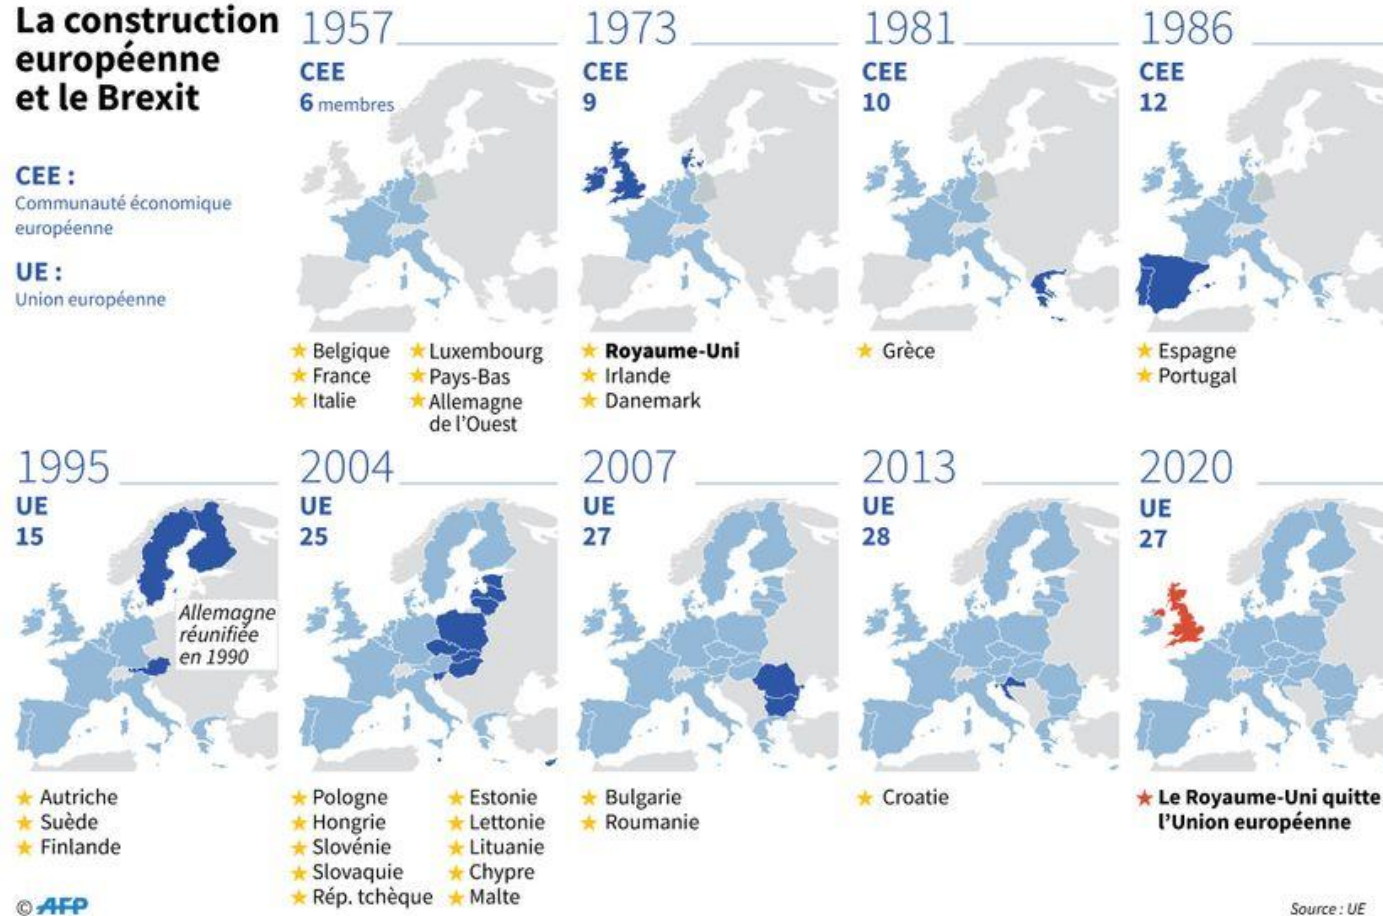 La construction
européenne
et le Brexit
CEE :
Communauté économique
européenne
UE :
Union européenne
1957
CEE
6 membres
★ Belgique
★ France
★ Italie
★ Luxembourg
★ Pays-Bas
★ Allemagne
de l'Ouest
1973
CEE
9
★ Royaume-Uni
★ Irlande
★ Danemark
1981
CEE
10
★ Grèce
1986
CEE
12
★ Espagne
★ Portugal
1995
UE
15
Allemagne
réunifiée
en 1990
★ Autriche
★ Suède
★ Finlande
2004
UE
25
★ Pologne
★ Hongrie
★ Slovénie
★ Slovaquie
★ Rép. tchèque
★ Estonie
★ Lettonie
★ Lituanie
★ Chypre
★ Malte
2007
UE
27
★ Bulgarie
★ Roumanie
2013
UE
28
★ Croatie
2020
UE
27
★ Le Royaume-Uni quitte
l'Union européenne
© AFP
Source : UE